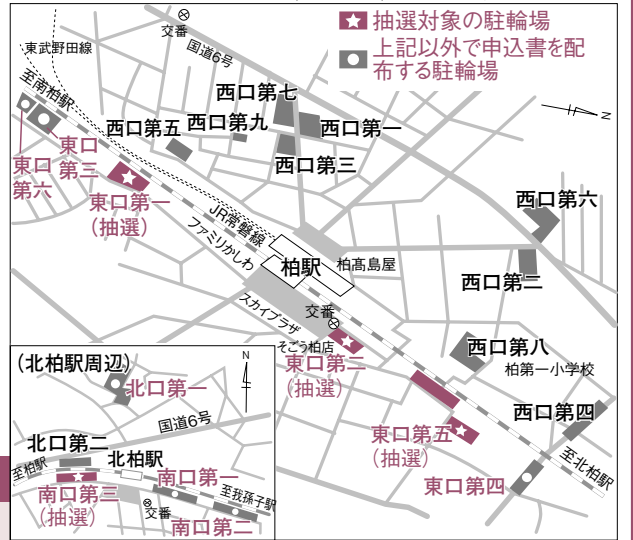 抽選対象の駐輪場
上記以外で申込書を配
布する駐輪場
交番
東武野田線
国道6号
至南柏駅
西口第七
西口第五
西口第九
西口第一
西口第三
N
東口
第三
東口
第六
東口第一
(抽選)
西口第六
JR常磐線
ファミリかしわ
柏駅
柏髙島屋
西口第二
スカイプラザ
交番
そごう柏店
東口第二
(抽選)
西口第八
柏第一小学校
西口第四
東口第五
(抽選)
東口第四
至北柏駅
(北柏駅周辺)
N
北口第一
国道6号
北口第二
至柏駅
北柏駅
南口第一
至我孫子駅
南口第三
(抽選)
交番
南口第二